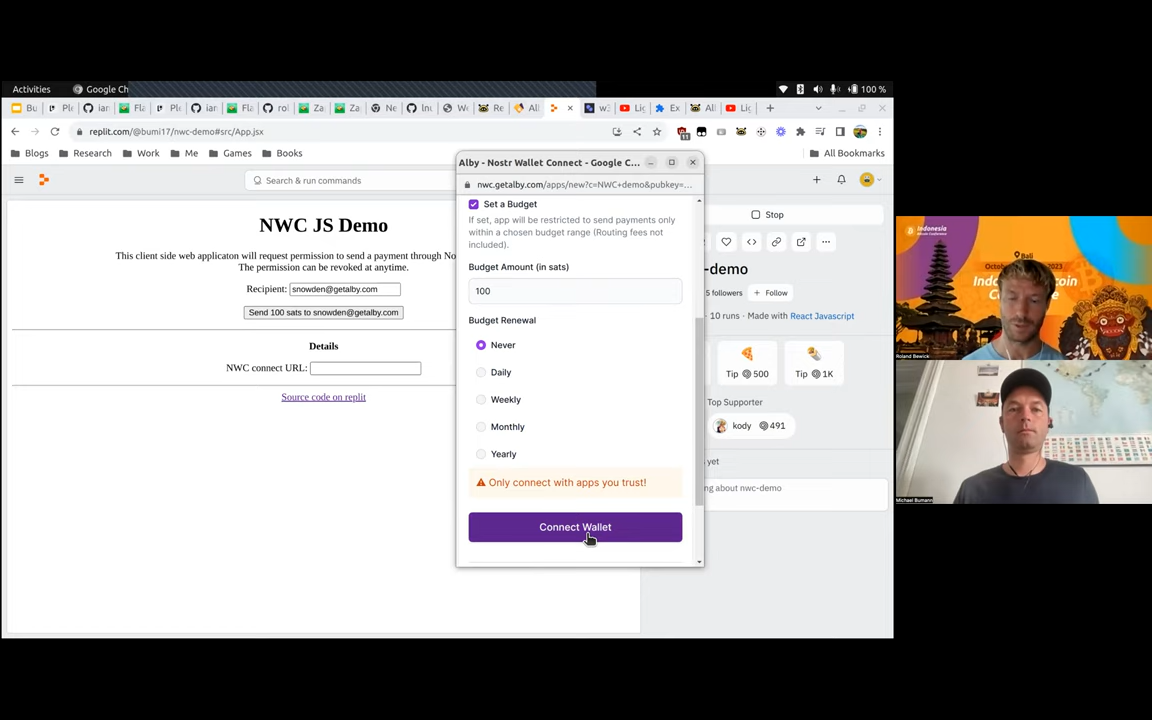 Activities
Google Ch
100 %
replit.com/@bumi17/nwc-demo#src/App.jsx
Blogs
Research
Work
Me
Games
Books
All Bookmarks
Search & run commands
NWC JS Demo
This client side web applicaton will request permission to send a payment through No
The permission can be revoked at anytime.
Recipient: snowden@getalby.com
Send 100 sats to snowden@getalby.com
Details
NWC connect URL:
Source code on replit
Alby - Nostr Wallet Connect - Google C...
nwc.getalby.com/apps/new?c=NWC+demo&pubkey=...
Set a Budget
If set, app will be restricted to send payments only
within a chosen budget range (Routing fees not
included).
Budget Amount (in sats)
100
Budget Renewal
Never
Daily
Weekly
Monthly
Yearly
Only connect with apps you trust!
Connect Wallet
Stop
-demo
5 followers
+ Follow
10 runs · Made with React Javascript
Tip 500
Tip 1K
Top Supporter
kody 491
s yet
ng about nwc-demo
Indonesia
Bali
2023
Roland Bewick
Michael Bumann